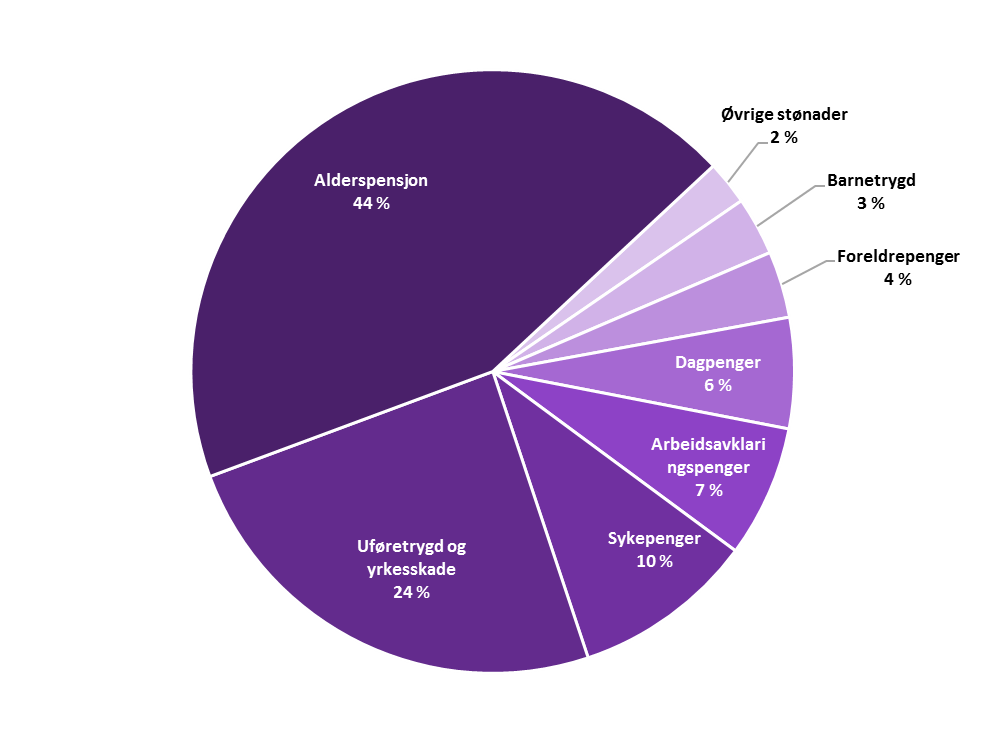 Øvrige stønader
2 %
Alderspensjon
44 %
Barnetrygd
3 %
Foreldrepenger
4 %
Dagpenger
6 %
Arbeidsavklari
ngspenger
7 %
Sykepenger
10 %
Uføretrygd og
yrkesskade
24 %